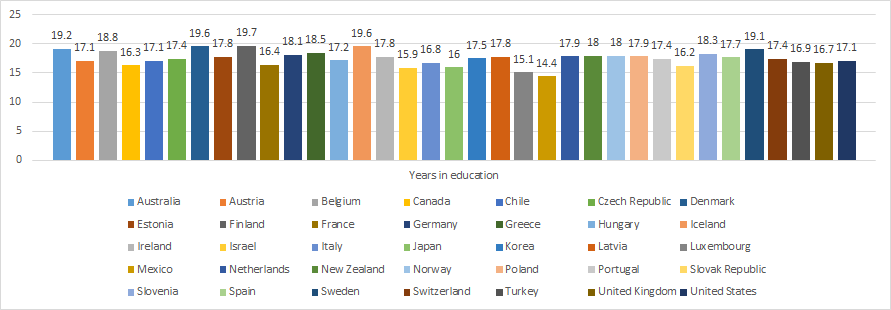 25
19.2 17.1 18.8 16.3 17.1 17.4 19.6 17.8 19.7 16.4 18.1 18.5 17.2 19.6 17.8 15.9 16.8 16 17.5 17.8 15.1 14.4 17.9 18 18 17.9 17.4 16.2 18.3 17.7 19.1 17.4 16.9 16.7 17.1
20
15
10
5
0
Years in education
Australia Austria Belgium Canada Chile Czech Republic Denmark
Estonia Finland France Germany Greece Hungary Iceland
Ireland Israel Italy Japan Korea Latvia Luxembourg
Mexico Netherlands New Zealand Norway Poland Portugal Slovak Republic
Slovenia Spain Sweden Switzerland Turkey United Kingdom United States